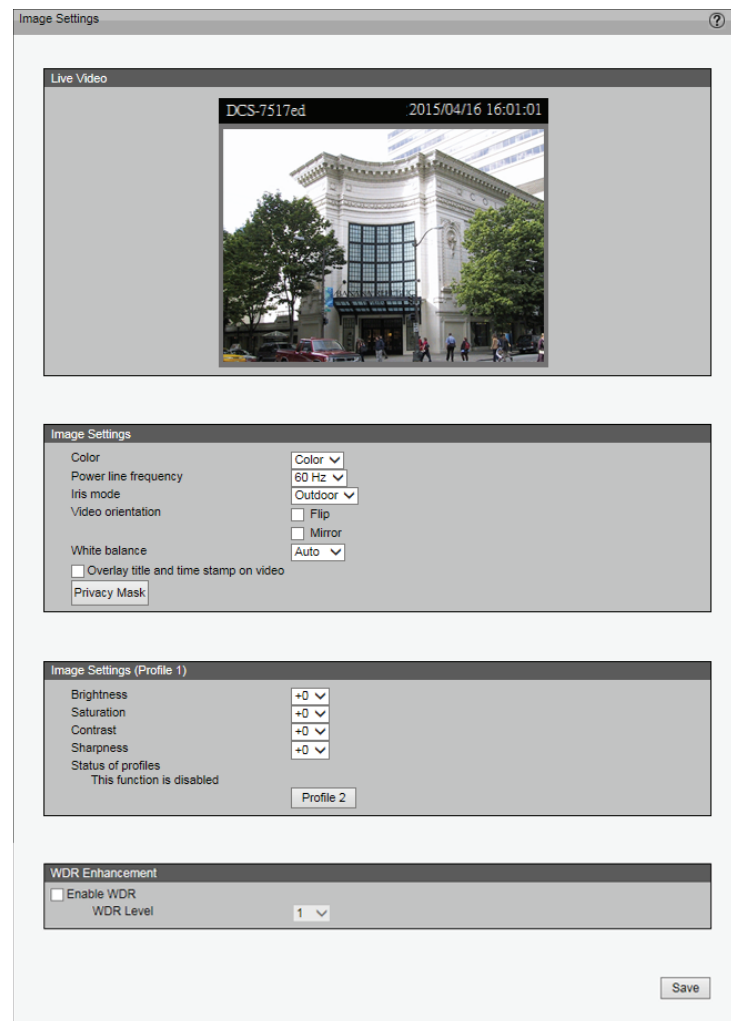 Image Settings
?
Live Video
DCS-7517ed 2015/04/16 16:01:01
Image Settings
Color Color
Power line frequency 60 Hz
Iris mode Outdoor
Video orientation Flip
Mirror
White balance Auto
Overlay title and time stamp on video
Privacy Mask
Image Settings (Profile 1)
Brightness +0
Saturation +0
Contrast +0
Sharpness +0
Status of profiles
This function is disabled
Profile 2
WDR Enhancement
Enable WDR
WDR Level 1
Save